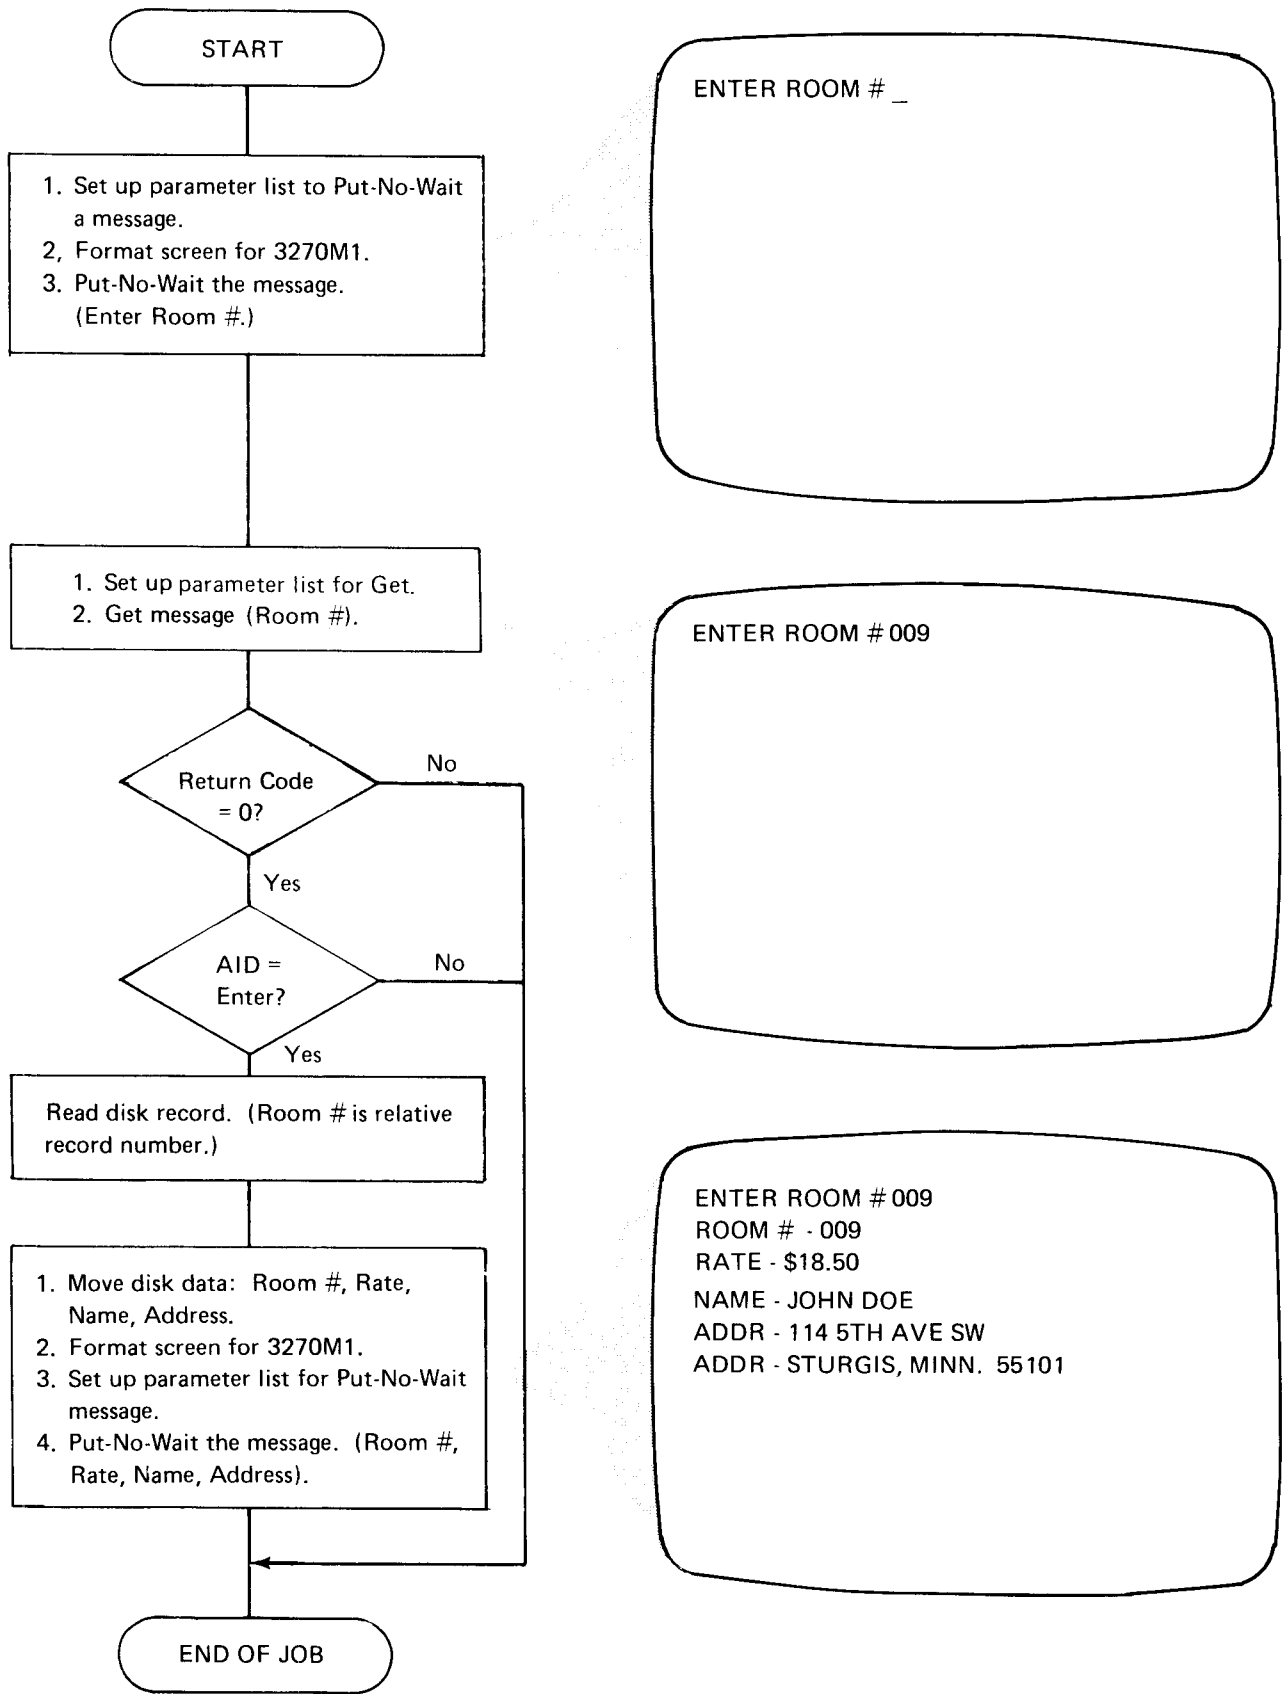 START
1. Set up parameter list to Put-No-Wait
a message.
2, Format screen for 3270M1.
3. Put-No-Wait the message.
(Enter Room #.)
ENTER ROOM # _
1. Set up parameter list for Get.
2. Get message (Room #).
ENTER ROOM # 009
Return Code
= 0?
No
Yes
AID =
Enter?
No
Yes
Read disk record. (Room # is relative
record number.)
1. Move disk data: Room #, Rate,
Name, Address.
2. Format screen for 3270M1.
3. Set up parameter list for Put-No-Wait
message.
4. Put-No-Wait the message. (Room #,
Rate, Name, Address).
ENTER ROOM # 009
ROOM # - 009
RATE - $18.50
NAME - JOHN DOE
ADDR - 114 5TH AVE SW
ADDR - STURGIS, MINN. 55101
END OF JOB